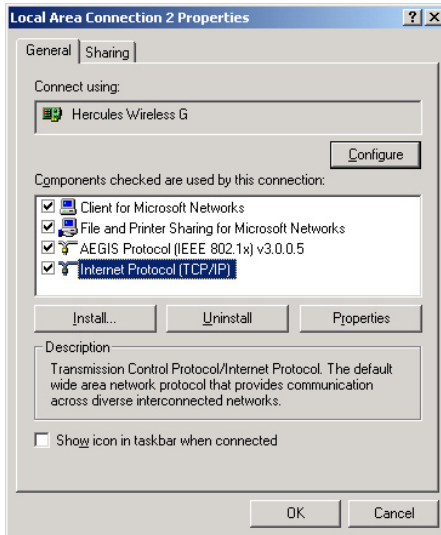 Local Area Connection 2 Properties
General
Sharing
Connect using:
Hercules Wireless G
Configure
Components checked are used by this connection:
Client for Microsoft Networks
File and Printer Sharing for Microsoft Networks
AEGIS Protocol (IEEE 802.1x) v3.0.0.5
Internet Protocol (TCP/IP)
Install...
Uninstall
Properties
Description
Transmission Control Protocol/Internet Protocol. The default
wide area network protocol that provides communication
across diverse interconnected networks.
Show icon in taskbar when connected
OK
Cancel